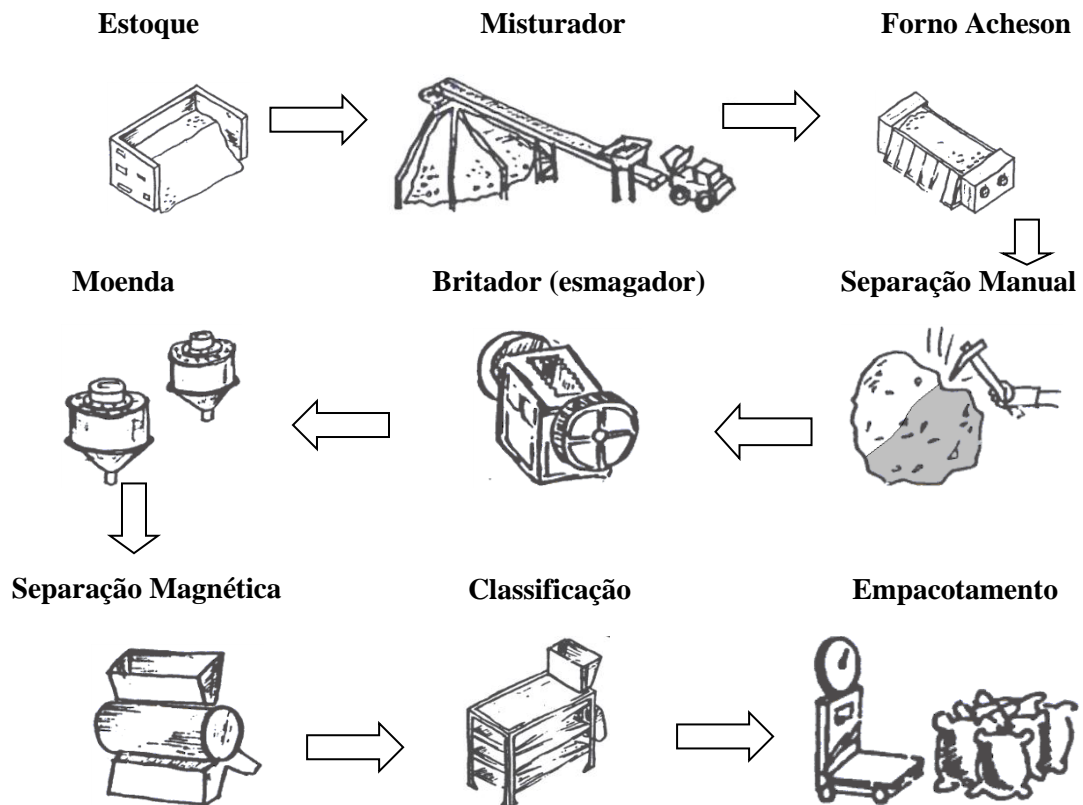 Estoque
Misturador
Forno Acheson
Moenda
Britador (esmagador)
Separação Manual
Separação Magnética
Classificação
Empacotamento